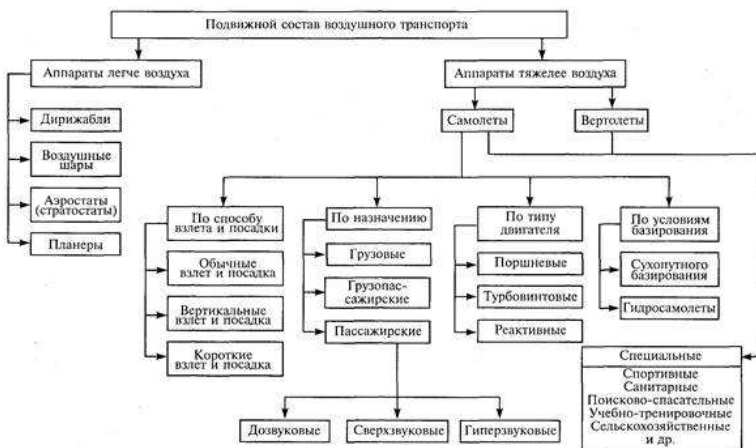 Подвижной состав воздушного транспорта
Аппараты легче воздуха
Аппараты тяжелее воздуха
Дирижабли
Воздушные
шары
Аэростаты
(стратостаты)
Планеры
Самолеты
Вертолеты
По способу
взлета и посадки
Обычные
взлет и посадка
Вертикальные
взлет и посадка
Короткие
взлет и посадка
По назначению
Грузовые
Грузопас-
сажирские
Пассажирские
По типу
двигателя
Поршневые
Турбовинтовые
Реактивные
По условиям
базирования
Сухопутного
базирования
Гидросамолеты
Дозвуковые
Сверхзвуковые
Гиперзвуковые
Специальные
Спортивные
Санитарные
Поисково-спасательные
Учебно-тренировочные
Сельскохозяйственные
и др.